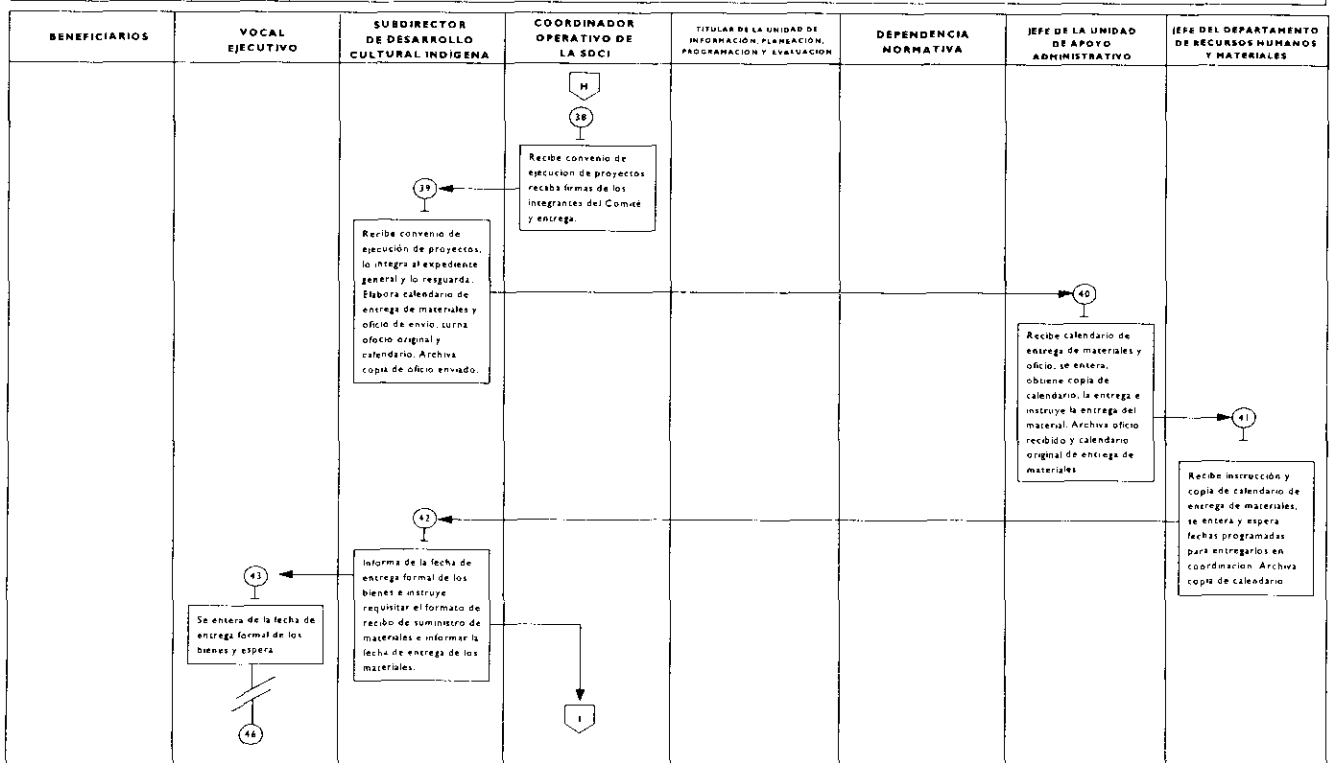 BENEFICIARIOS
VOCAL
EJECUTIVO
SUBDIRECTOR
DE DESARROLLO
CULTURAL INDÍGENA
COORDINADOR
OPERATIVO DE
LA SDCI
TITULAR DE LA UNIDAD DE
INFORMACIÓN, PLANEACIÓN,
PROGRAMACIÓN Y EVALUACIÓN
DEPENDENCIA
NORMATIVA
JEFE DE LA UNIDAD
DE APOYO
ADMINISTRATIVO
JEFE DEL DEPARTAMENTO
DE RECURSOS HUMANOS
Y MATERIALES
H
38
Recibe convenio de
ejecución de proyectos
recaba firmas de los
integrantes del Comité
y entrega.
39
Recibe convenio de
ejecución de proyectos,
lo integra al expediente
general y lo resguarda.
Elabora calendario de
entrega de materiales y
oficio de envío, turna
ofocio original y
calendario. Archiva
copia de oficio enviado.
40
Recibe calendario de
entrega de materiales y
oficio, se entera,
obtiene copia de
calendario, la entrega e
instruye la entrega del
material. Archiva oficio
recibido y calendario
original de entrega de
materiales
41
Recibe instrucción y
copia de calendario de
entrega de materiales,
se entera y espera
fechas programadas
para entregarlos en
coordinacion. Archiva
copia de calendario
42
Informa de la fecha de
entrega formal de los
bienes e instruye
requisitar el formato de
recibo de suministro de
materiales e informar la
fecha de entrega de los
materiales.
43
Se entera de la fecha de
entrega formal de los
bienes y espera
46
I